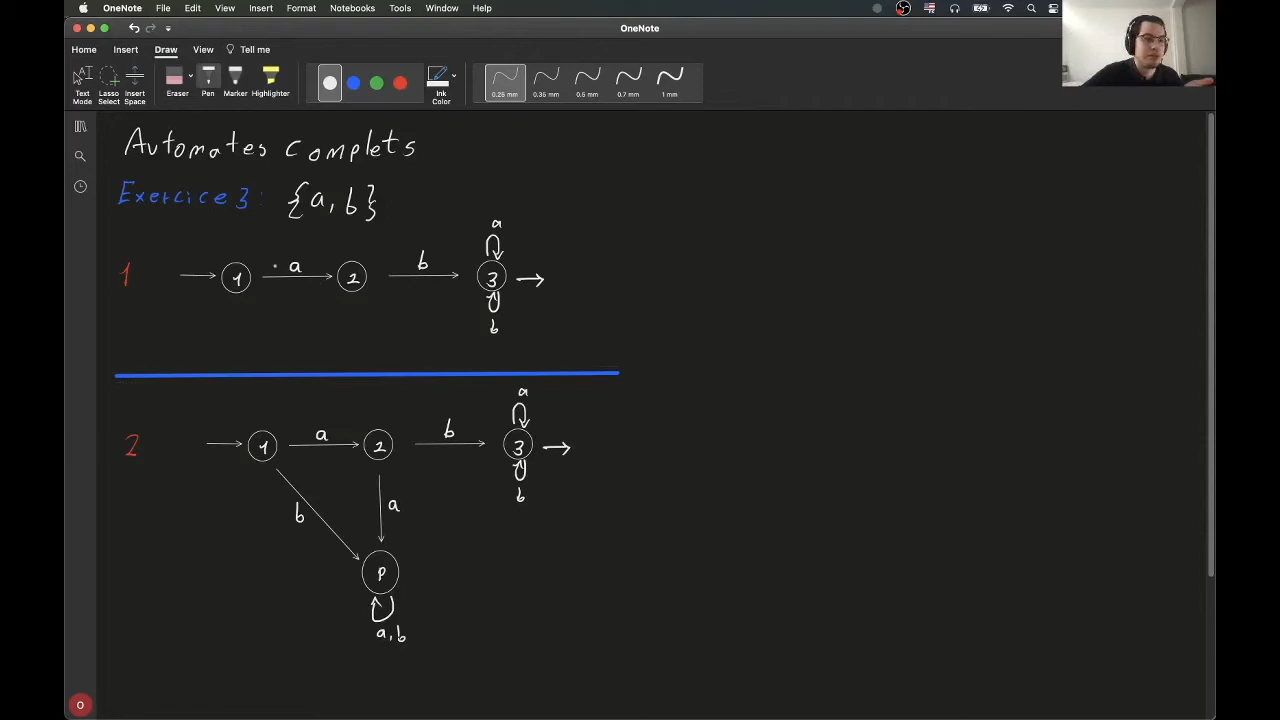 OneNote File Edit View Insert Format Notebooks Tools Window Help
OneNote
Home Insert Draw View Tell me
Text Mode Lasso Select Insert Space Eraser Pen Marker Highlighter Ink Color 0.25 mm 0.35 mm 0.5 mm 0.7 mm 1 mm
Automates complets
Exercice 3: {a, b}
a
1 1 a 2 b 3
b
a
2 1 a 2 b 3
b
b a
P
a, b
O